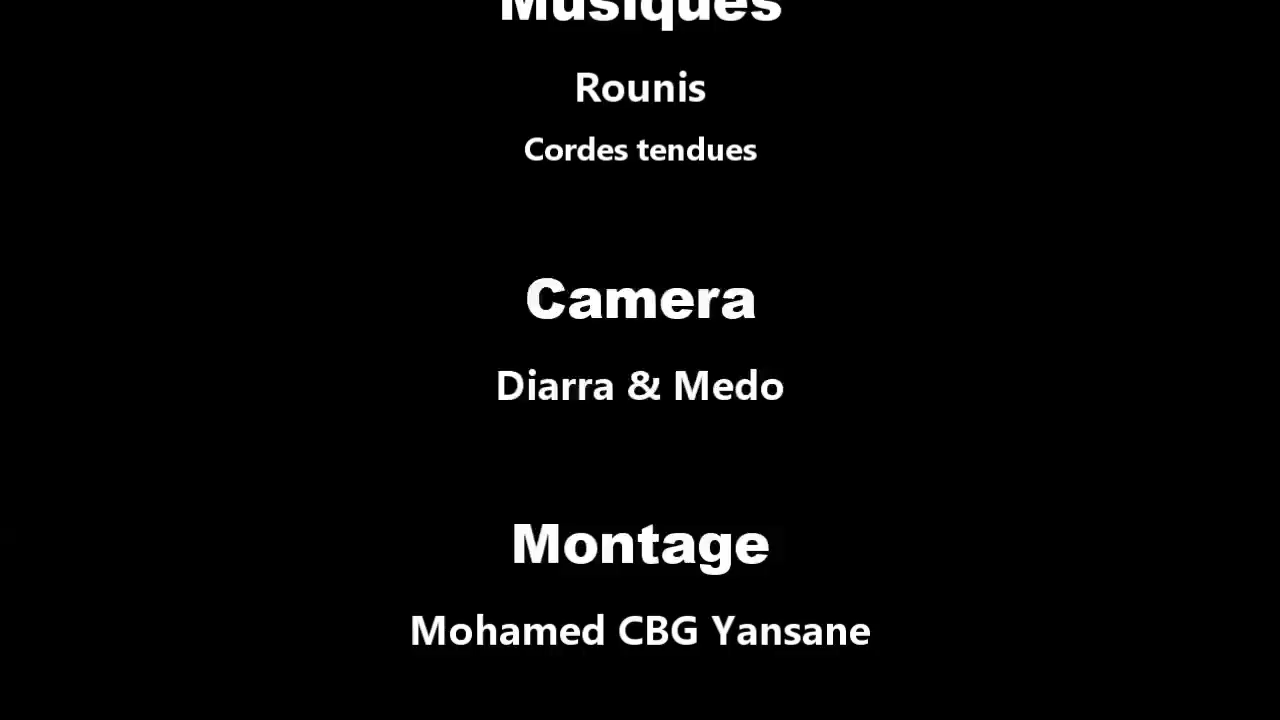 Musiques
Rounis
Cordes tendues
Camera
Diarra & Medo
Montage
Mohamed CBG Yansane